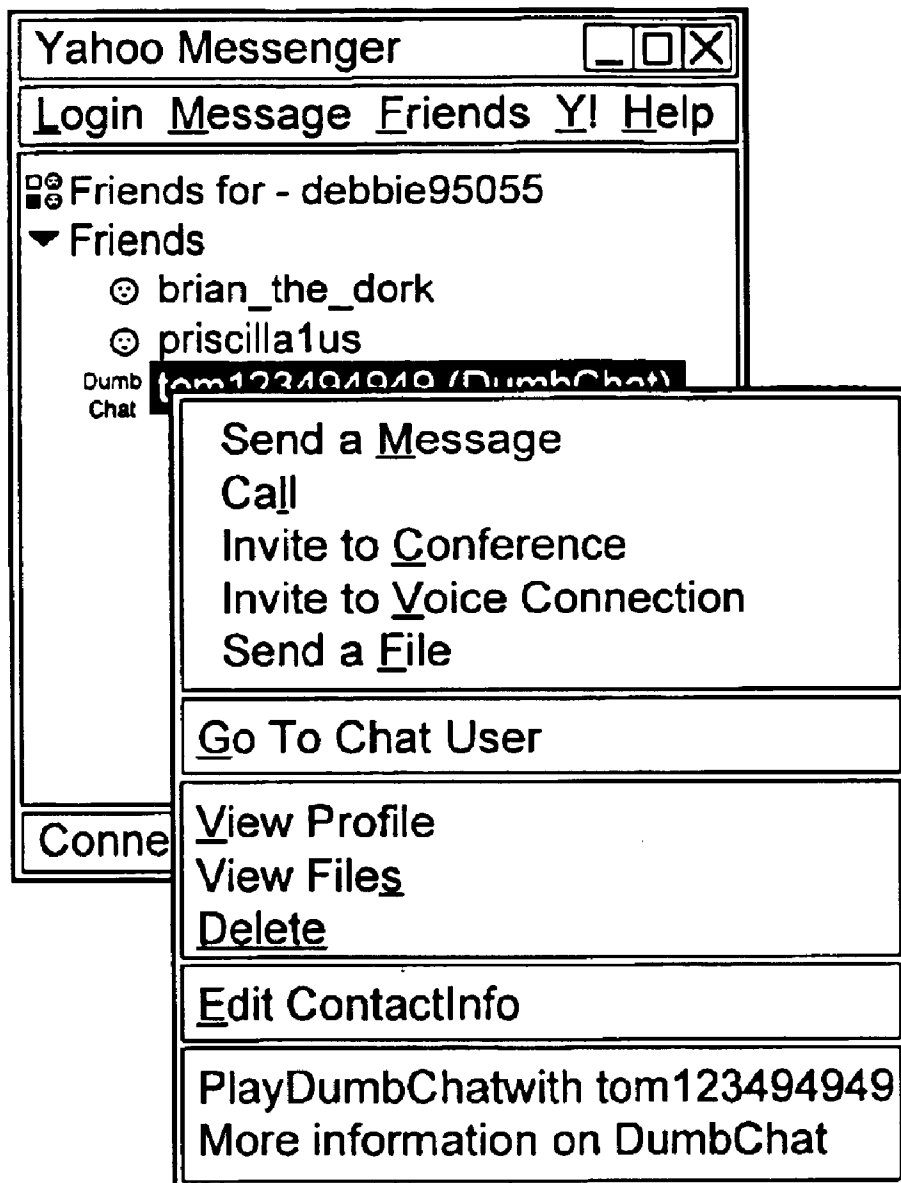 Yahoo Messenger
Login Message Friends Y! Help
Friends for - debbie95055
Friends
brian_the_dork
priscilla1us
Dumb Chat tom123494949 (DumbChat)
Send a Message
Call
Invite to Conference
Invite to Voice Connection
Send a File
Go To Chat User
View Profile
View Files
Delete
Edit ContactInfo
PlayDumbChatwith tom123494949
More information on DumbChat
Conne